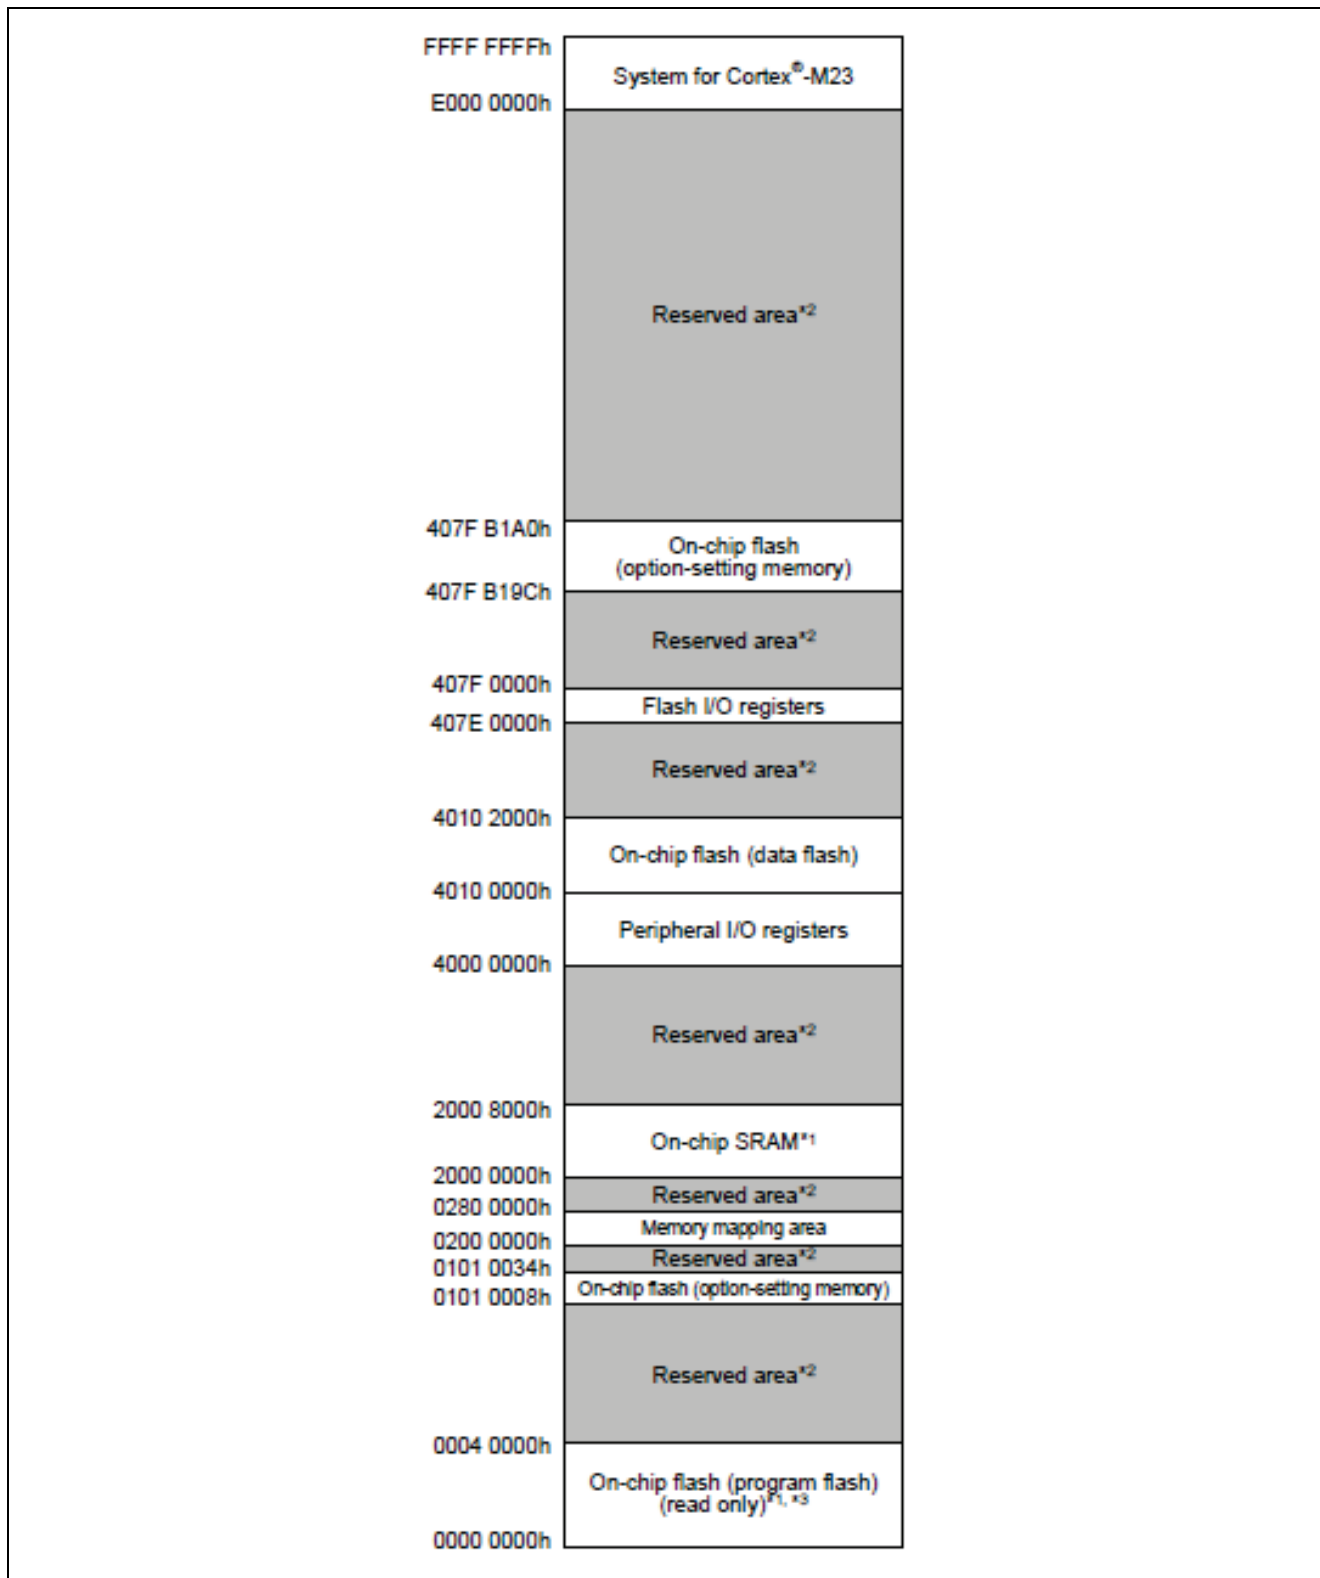 FFFF FFFFh
System for Cortex®-M23
E000 0000h
Reserved area*2
407F B1A0h
On-chip flash
(option-setting memory)
407F B19Ch
Reserved area*2
407F 0000h
Flash I/O registers
407E 0000h
Reserved area*2
4010 2000h
On-chip flash (data flash)
4010 0000h
Peripheral I/O registers
4000 0000h
Reserved area*2
2000 8000h
On-chip SRAM*1
2000 0000h
Reserved area*2
0280 0000h
Memory mapping area
0200 0000h
Reserved area*2
0101 0034h
On-chip flash (option-setting memory)
0101 0008h
Reserved area*2
0004 0000h
On-chip flash (program flash)
(read only)*1, *3
0000 0000h